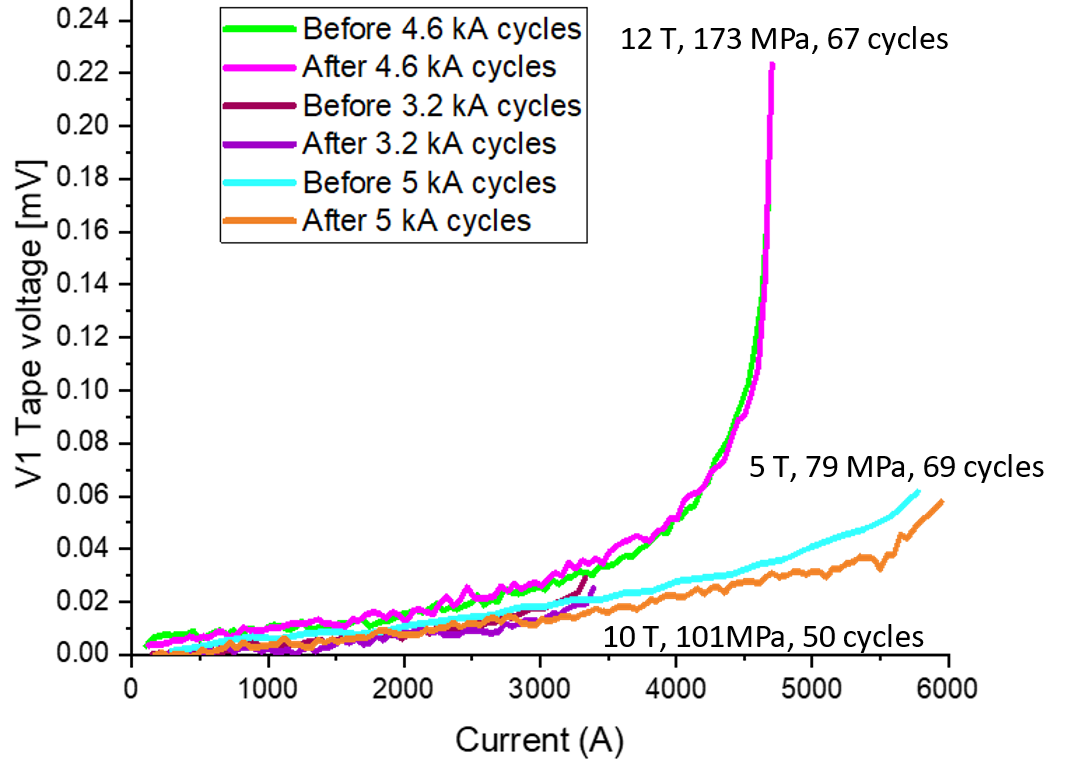 0.24
0.22
0.20
0.18
0.16
0.14
0.12
0.10
0.08
0.06
0.04
0.02
0.00
V1 Tape voltage [mV]
Before 4.6 kA cycles
After 4.6 kA cycles
Before 3.2 kA cycles
After 3.2 kA cycles
Before 5 kA cycles
After 5 kA cycles
12 T, 173 MPa, 67 cycles
5 T, 79 MPa, 69 cycles
10 T, 101MPa, 50 cycles
0 1000 2000 3000 4000 5000 6000
Current (A)